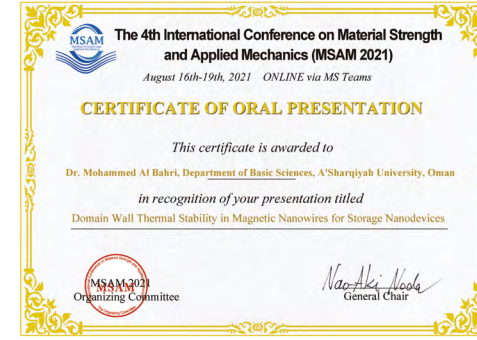 MSAM
The 4th International Conference on Material Strength
and Applied Mechanics (MSAM 2021)
August 16th-19th, 2021 ONLINE via MS Teams
CERTIFICATE OF ORAL PRESENTATION
This certificate is awarded to
Dr. Mohammed Al Bahri, Department of Basic Sciences, A'Sharqiyah University, Oman
in recognition of your presentation titled
Domain Wall Thermal Stability in Magnetic Nanowires for Storage Nanodevices
MSAM 2021
MSAM
Organizing Committee
Nao-Aki Noda
General Chair